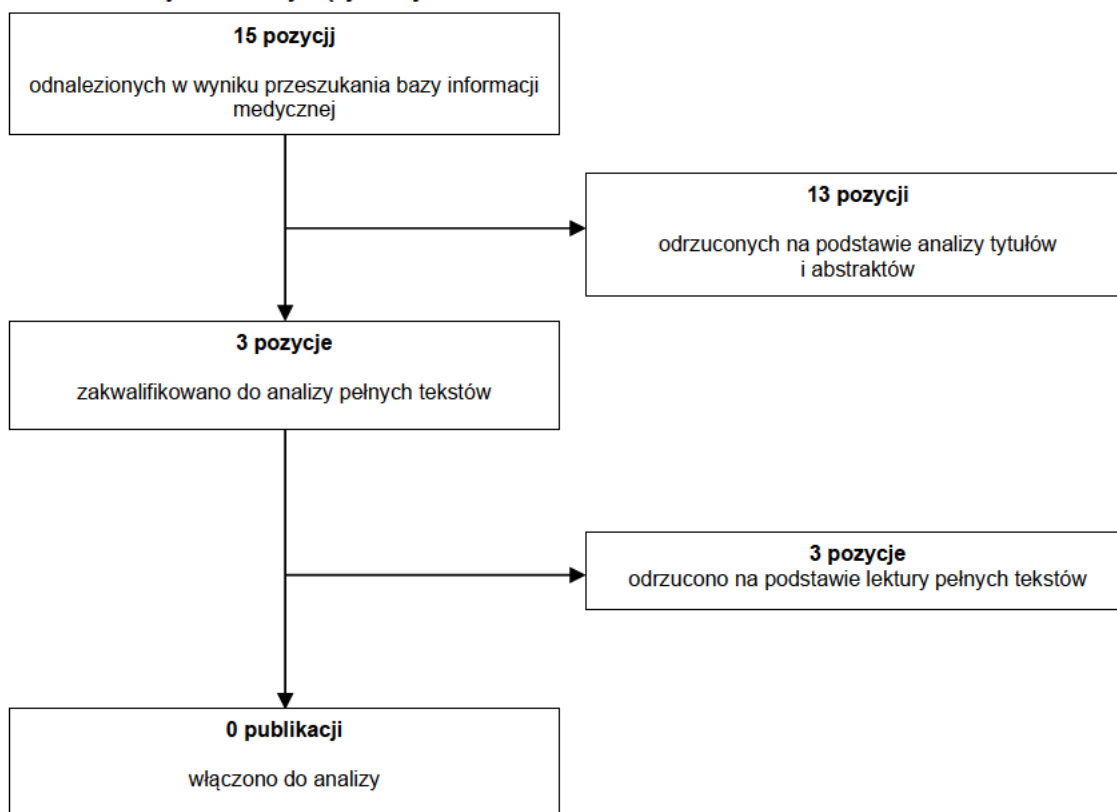 15 pozycjj
odnalezionych w wyniku przeszukania bazy informacji
medycznej
13 pozycji
odrzuconych na podstawie analizy tytułów
i abstraktów
3 pozycje
zakwalifikowano do analizy pełnych tekstów
3 pozycje
odrzucono na podstawie lektury pełnych tekstów
0 publikacji
włączono do analizy